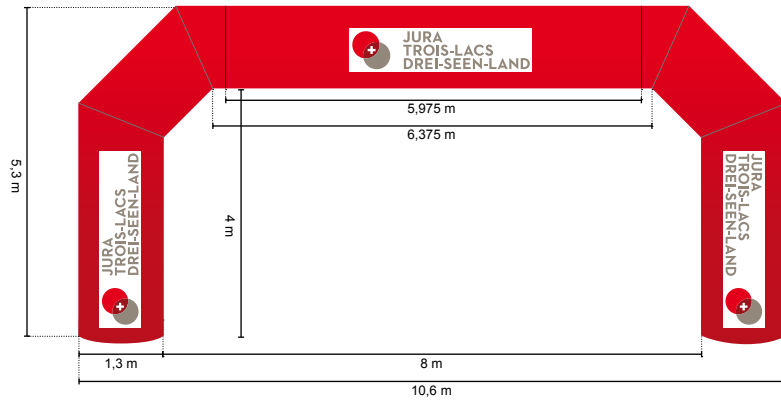 JURA
TROIS-LACS
DREI-SEEN-LAND
5,975 m
6,375 m
5,3 m
4 m
JURA
TROIS-LACS
DREI-SEEN-LAND
JURA
TROIS-LACS
DREI-SEEN-LAND
1,3 m
8 m
10,6 m